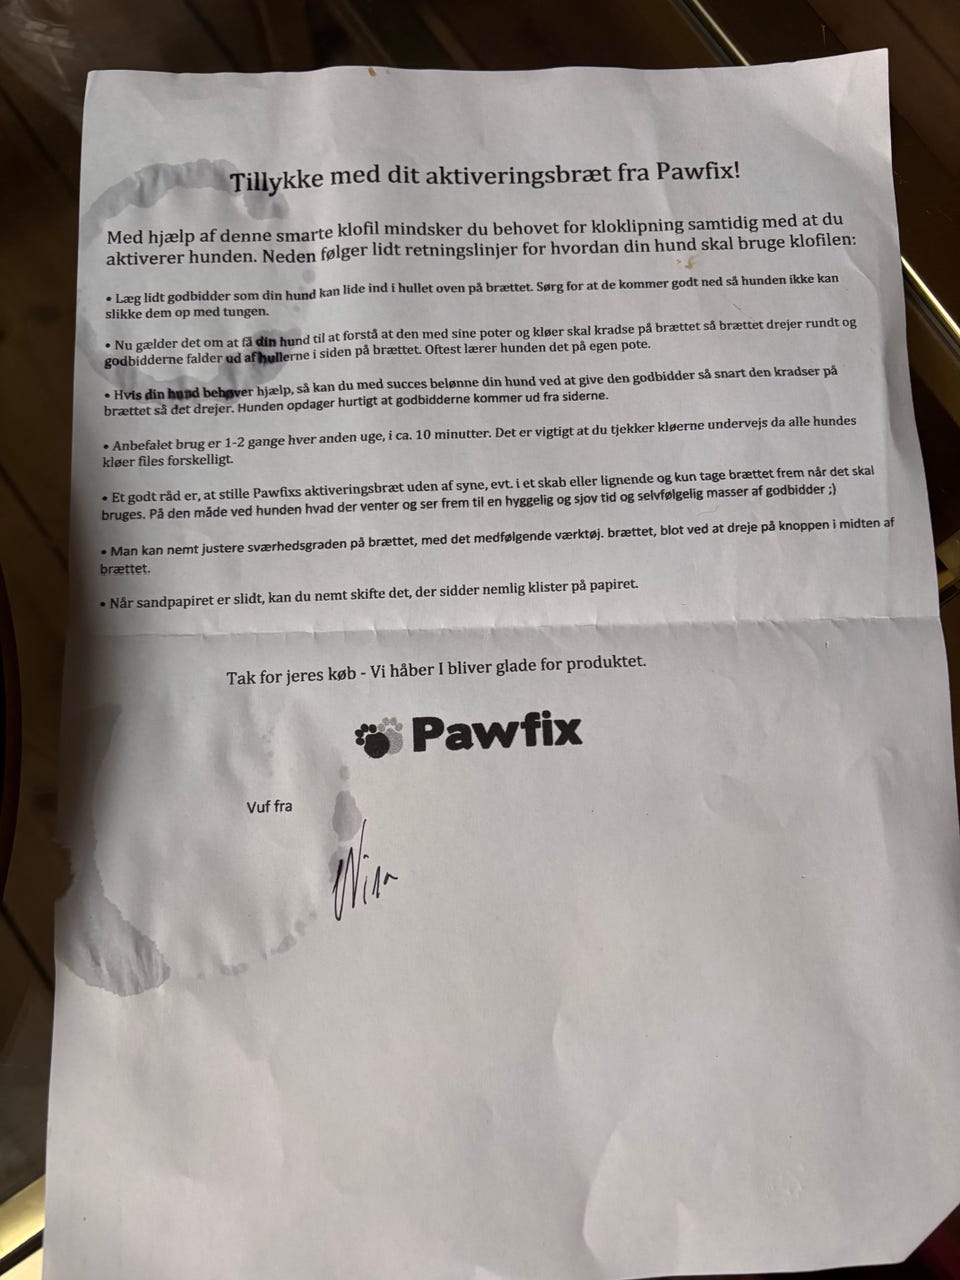 Tillykke med dit aktiveringsbræt fra Pawfix!
Med hjælp af denne smarte klofil mindsker du behovet for kloklipning samtidig med at du
aktiverer hunden. Neden følger lidt retningslinjer for hvordan din hund skal bruge klofilen:
• Læg lidt godbidder som din hund kan lide ind i hullet oven på brættet. Sørg for at de kommer godt ned så hunden ikke kan
slikke dem op med tungen.
• Nu gælder det om at få din hund til at forstå at den med sine poter og kløer skal kradse på brættet så brættet drejer rundt og
godbidderne falder ud af hullerne i siden på brættet. Oftest lærer hunden det på egen pote.
• Hvis din hund behøver hjælp, så kan du med succes belønne din hund ved at give den godbidder så snart den kradser på
brættet så det drejer. Hunden opdager hurtigt at godbidderne kommer ud fra siderne.
• Anbefalet brug er 1-2 gange hver anden uge, i ca. 10 minutter. Det er vigtigt at du tjekker kløerne undervejs da alle hundes
kløer files forskelligt.
• Et godt råd er, at stille Pawfixs aktiveringsbræt uden af syne, evt. i et skab eller lignende og kun tage brættet frem når det skal
bruges. På den måde ved hunden hvad der venter og ser frem til en hyggelig og sjov tid og selvfølgelig masser af godbidder ;)
• Man kan nemt justere sværhedsgraden på brættet, med det medfølgende værktøj. brættet, blot ved at dreje på knoppen i midten af
brættet.
• Når sandpapiret er slidt, kan du nemt skifte det, der sidder nemlig klister på papiret.
Tak for jeres køb - Vi håber I bliver glade for produktet.
Pawfix
Vuf fra